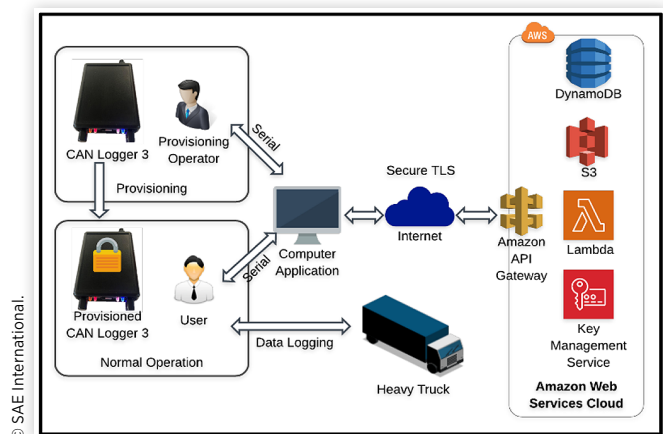 AWS
DynamoDB
S3
Lambda
Key
Management
Service
Amazon Web
Services Cloud
CAN Logger 3
Provisioning
Operator
Serial
Provisioning
Secure TLS
Internet
Amazon
API
Gateway
Computer
Application
Serial
Provisioned
CAN Logger 3
User
Normal Operation
Data Logging
Heavy Truck
© SAE International.